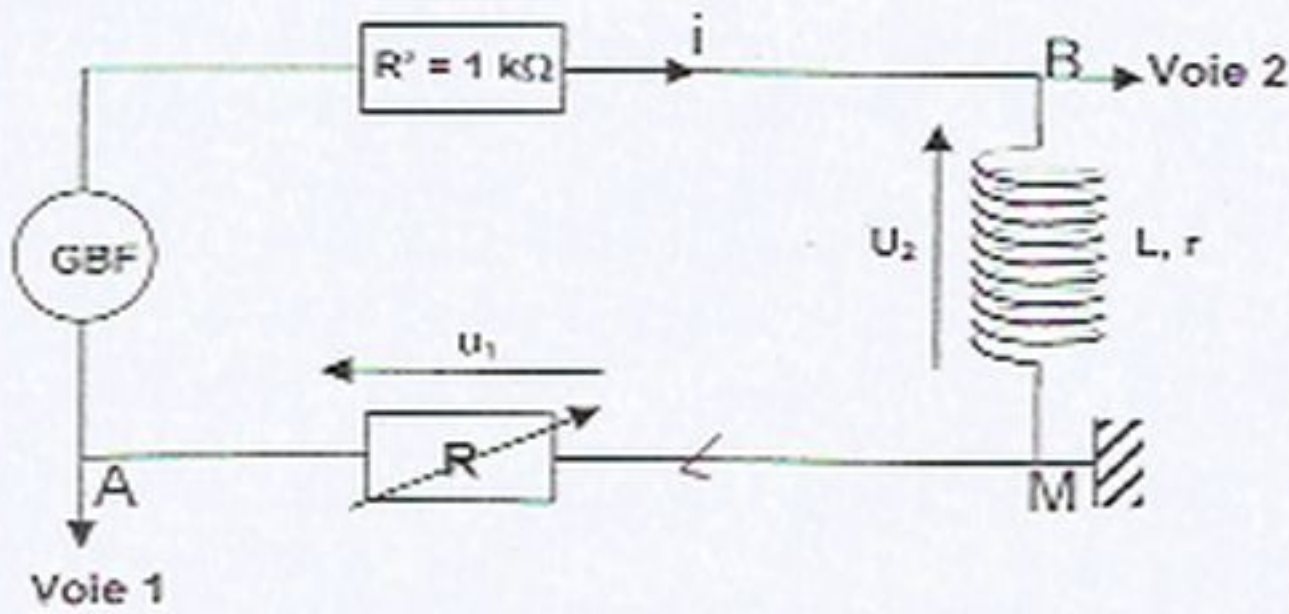 R' = 1 kΩ
i
B
Voie 2
GBF
U₂
L, r
u₁
R
A
M
Voie 1